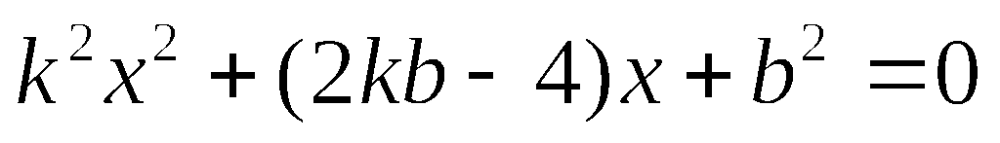 k²x² + (2kb - 4)x + b² = 0